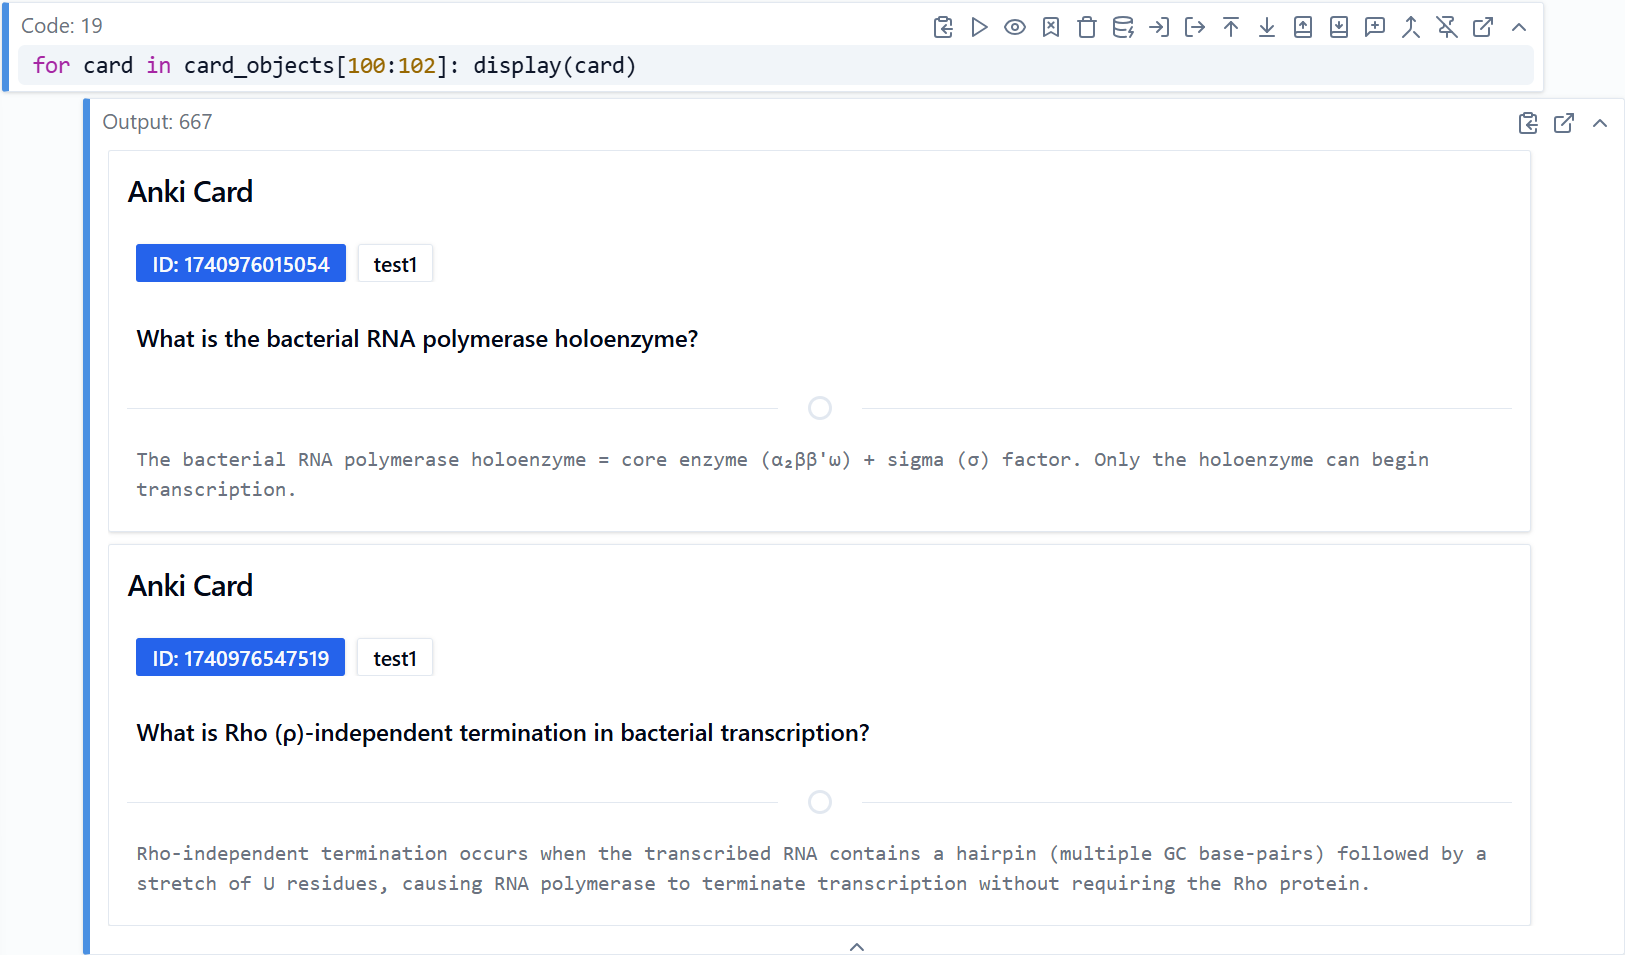 Code: 19
for card in card_objects[100:102]: display(card)
Output: 667
Anki Card
ID: 1740976015054 test1
What is the bacterial RNA polymerase holoenzyme?
The bacterial RNA polymerase holoenzyme = core enzyme (α₂ββ'ω) + sigma (σ) factor. Only the holoenzyme can begin
transcription.
Anki Card
ID: 1740976547519 test1
What is Rho (ρ)-independent termination in bacterial transcription?
Rho-independent termination occurs when the transcribed RNA contains a hairpin (multiple GC base-pairs) followed by a
stretch of U residues, causing RNA polymerase to terminate transcription without requiring the Rho protein.